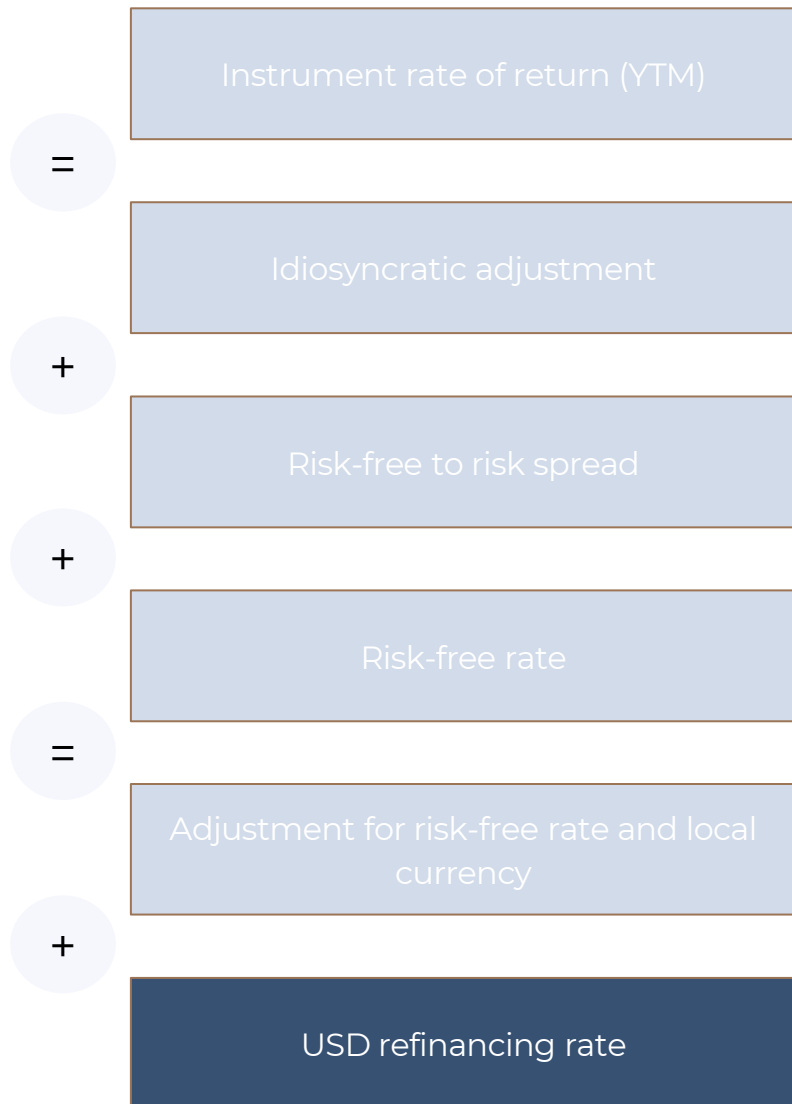 Instrument rate of return (YTM)
=
Idiosyncratic adjustment
+
Risk-free to risk spread
+
Risk-free rate
=
Adjustment for risk-free rate and local
currency
+
USD refinancing rate